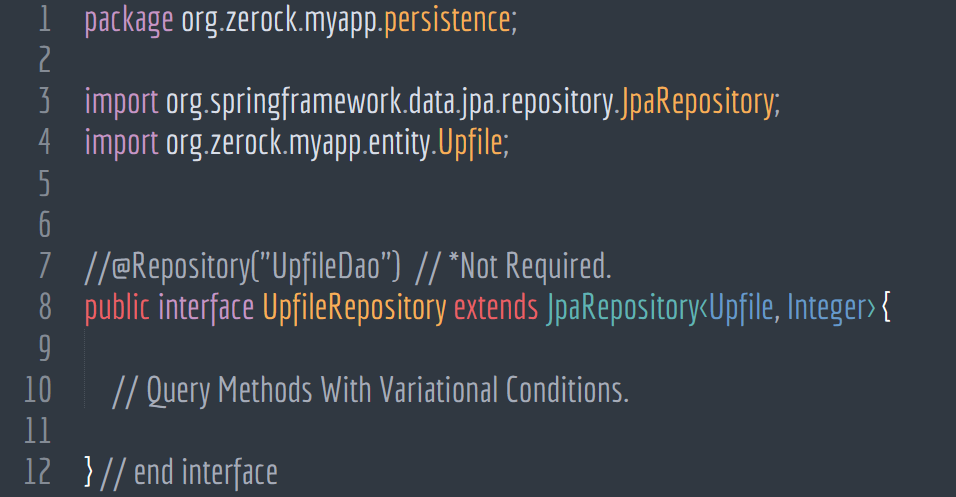 1 package org.zerock.myapp.persistence;
2
3 import org.springframework.data.jpa.repository.JpaRepository;
4 import org.zerock.myapp.entity.Upfile;
5
6
7 //@Repository("UpfileDao")  // *Not Required.
8 public interface UpfileRepository extends JpaRepository<Upfile, Integer> {
9
10 // Query Methods With Variational Conditions.
11
12 } // end interface